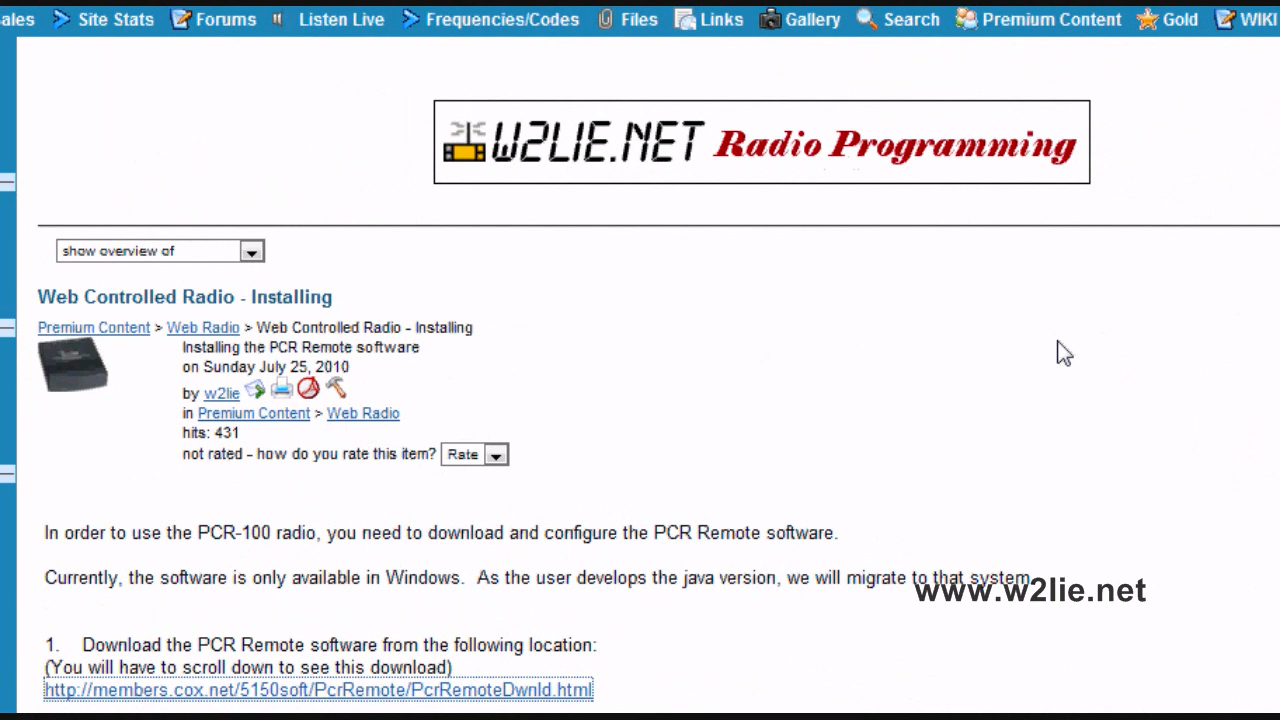 ales Site Stats Forums Listen Live Frequencies/Codes Files Links Gallery Search Premium Content Gold WIKI
W2LIE.NET Radio Programming
show overview of
Web Controlled Radio - Installing
Premium Content > Web Radio > Web Controlled Radio - Installing
Installing the PCR Remote software
on Sunday July 25, 2010
by w2lie
in Premium Content > Web Radio
hits: 431
not rated - how do you rate this item? Rate
In order to use the PCR-100 radio, you need to download and configure the PCR Remote software.
Currently, the software is only available in Windows. As the user develops the java version, we will migrate to that system.
www.w2lie.net
1. Download the PCR Remote software from the following location:
(You will have to scroll down to see this download)
http://members.cox.net/5150soft/PcrRemote/PcrRemoteDwnld.html